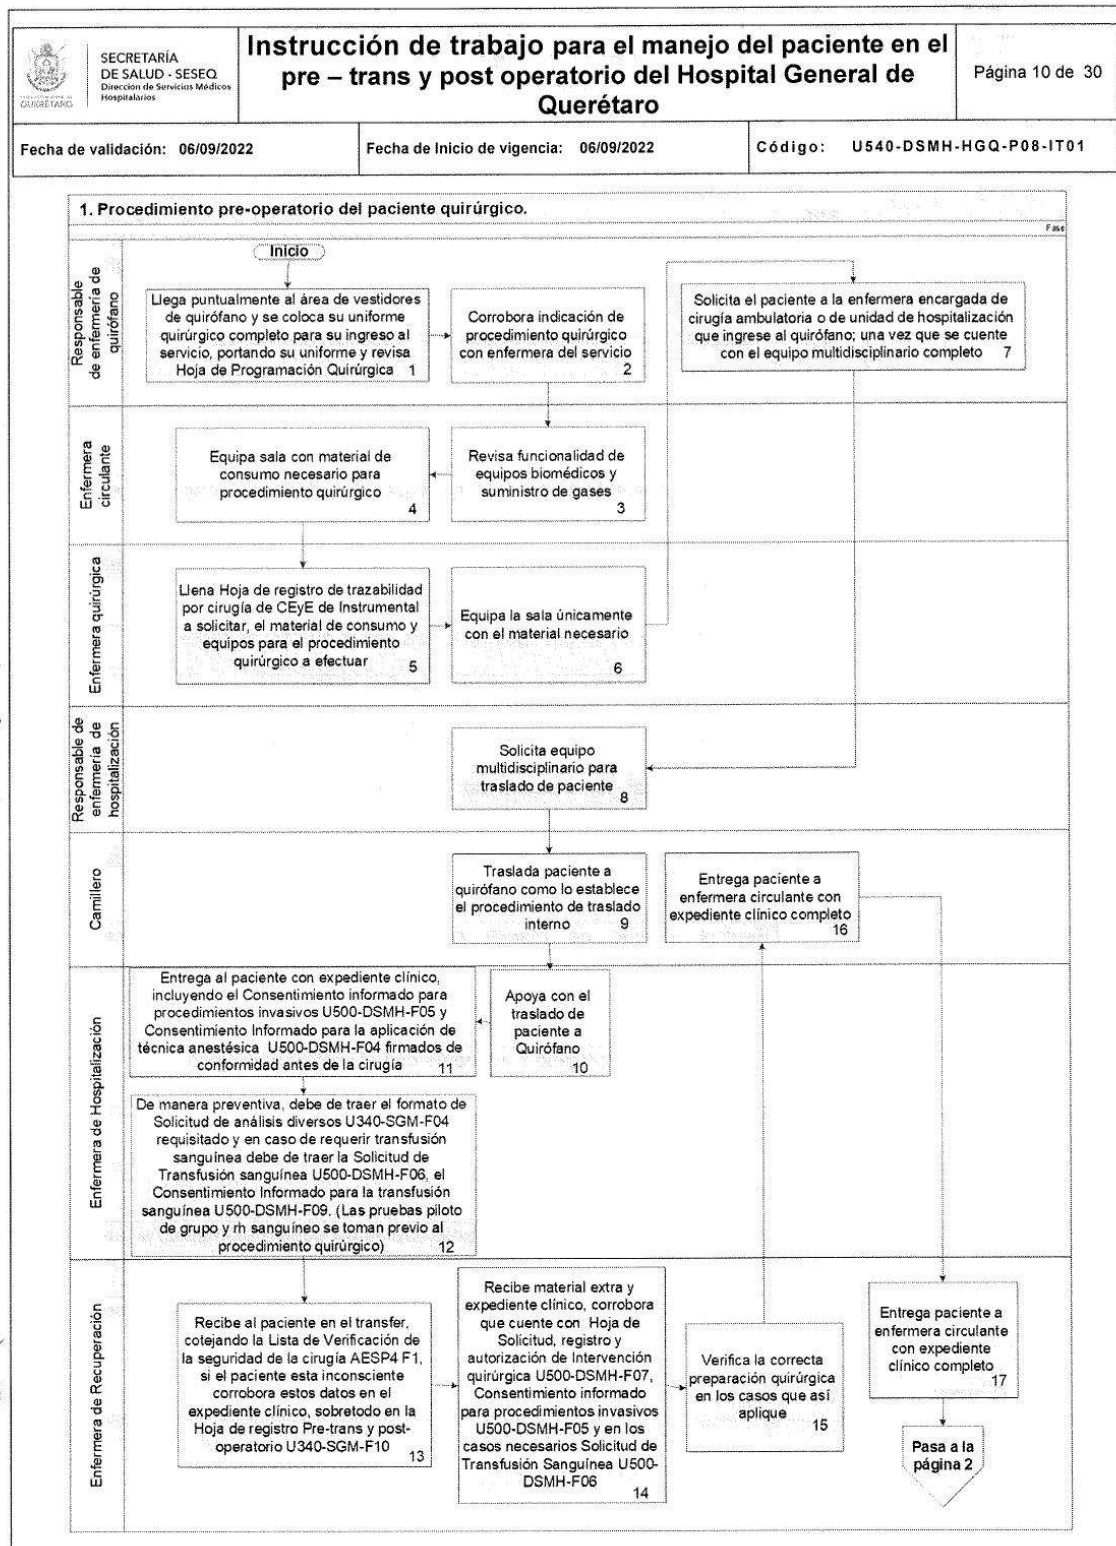 SECRETARÍA
DE SALUD - SESEQ
Dirección de Servicios Médicos
Hospitalarios
QUERÉTARO
Instrucción de trabajo para el manejo del paciente en el
pre – trans y post operatorio del Hospital General de
Querétaro
Página 10 de 30
Fecha de validación: 06/09/2022
Fecha de Inicio de vigencia: 06/09/2022
Código: U540-DSMH-HGQ-P08-IT01
1. Procedimiento pre-operatorio del paciente quirúrgico.
Fase
Responsable
de enfermería de
quirófano
Inicio
Llega puntualmente al área de vestidores
de quirófano y se coloca su uniforme
quirúrgico completo para su ingreso al
servicio, portando su uniforme y revisa
Hoja de Programación Quirúrgica
1
Corrobora indicación de
procedimiento quirúrgico
con enfermera del servicio
2
Solicita el paciente a la enfermera encargada de
cirugía ambulatoria o de unidad de hospitalización
que ingrese al quirófano; una vez que se cuente
con el equipo multidisciplinario completo 7
Enfermera
circulante
Equipa sala con material de
consumo necesario para
procedimiento quirúrgico
4
Revisa funcionalidad de
equipos biomédicos y
suministro de gases
3
Enfermera quirúrgica
Llena Hoja de registro de trazabilidad
por cirugía de CEyE de Instrumental
a solicitar, el material de consumo y
equipos para el procedimiento
quirúrgico a efectuar 5
Equipa la sala únicamente
con el material necesario
6
Responsable de
enfermería de
hospitalización
Solicita equipo
multidisciplinario para
traslado de paciente 8
Camillero
Traslada paciente a
quirófano como lo establece
el procedimiento de traslado
interno 9
Entrega paciente a
enfermera circulante con
expediente clínico completo
16
Enfermera de Hospitalización
Entrega al paciente con expediente clínico,
incluyendo el Consentimiento informado para
procedimientos invasivos U500-DSMH-F05 y
Consentimiento Informado para la aplicación de
técnica anestésica U500-DSMH-F04 firmados de
conformidad antes de la cirugía 11
Apoya con el
traslado de
paciente a
Quirófano
10
De manera preventiva, debe de traer el formato de
Solicitud de análisis diversos U340-SGM-F04
requisitado y en caso de requerir transfusión
sanguínea debe de traer la Solicitud de
Transfusión sanguínea U500-DSMH-F06, el
Consentimiento Informado para la transfusión
sanguínea U500-DSMH-F09. (Las pruebas piloto
de grupo y rh sanguíneo se toman previo al
procedimiento quirúrgico) 12
Enfermera de Recuperación
Recibe al paciente en el transfer,
cotejando la Lista de Verificación de
la seguridad de la cirugía AESP4 F1,
si el paciente esta inconsciente
corrobora estos datos en el
expediente clínico, sobretodo en la
Hoja de registro Pre-trans y post-
operatorio U340-SGM-F10
13
Recibe material extra y
expediente clínico, corrobora
que cuente con Hoja de
Solicitud, registro y
autorización de Intervención
quirúrgica U500-DSMH-F07,
Consentimiento informado
para procedimientos invasivos
U500-DSMH-F05 y en los
casos necesarios Solicitud de
Transfusión Sanguínea U500-
DSMH-F06
14
Verifica la correcta
preparación quirúrgica
en los casos que así
aplique
15
Entrega paciente a
enfermera circulante
con expediente
clínico completo
17
Pasa a la
página 2